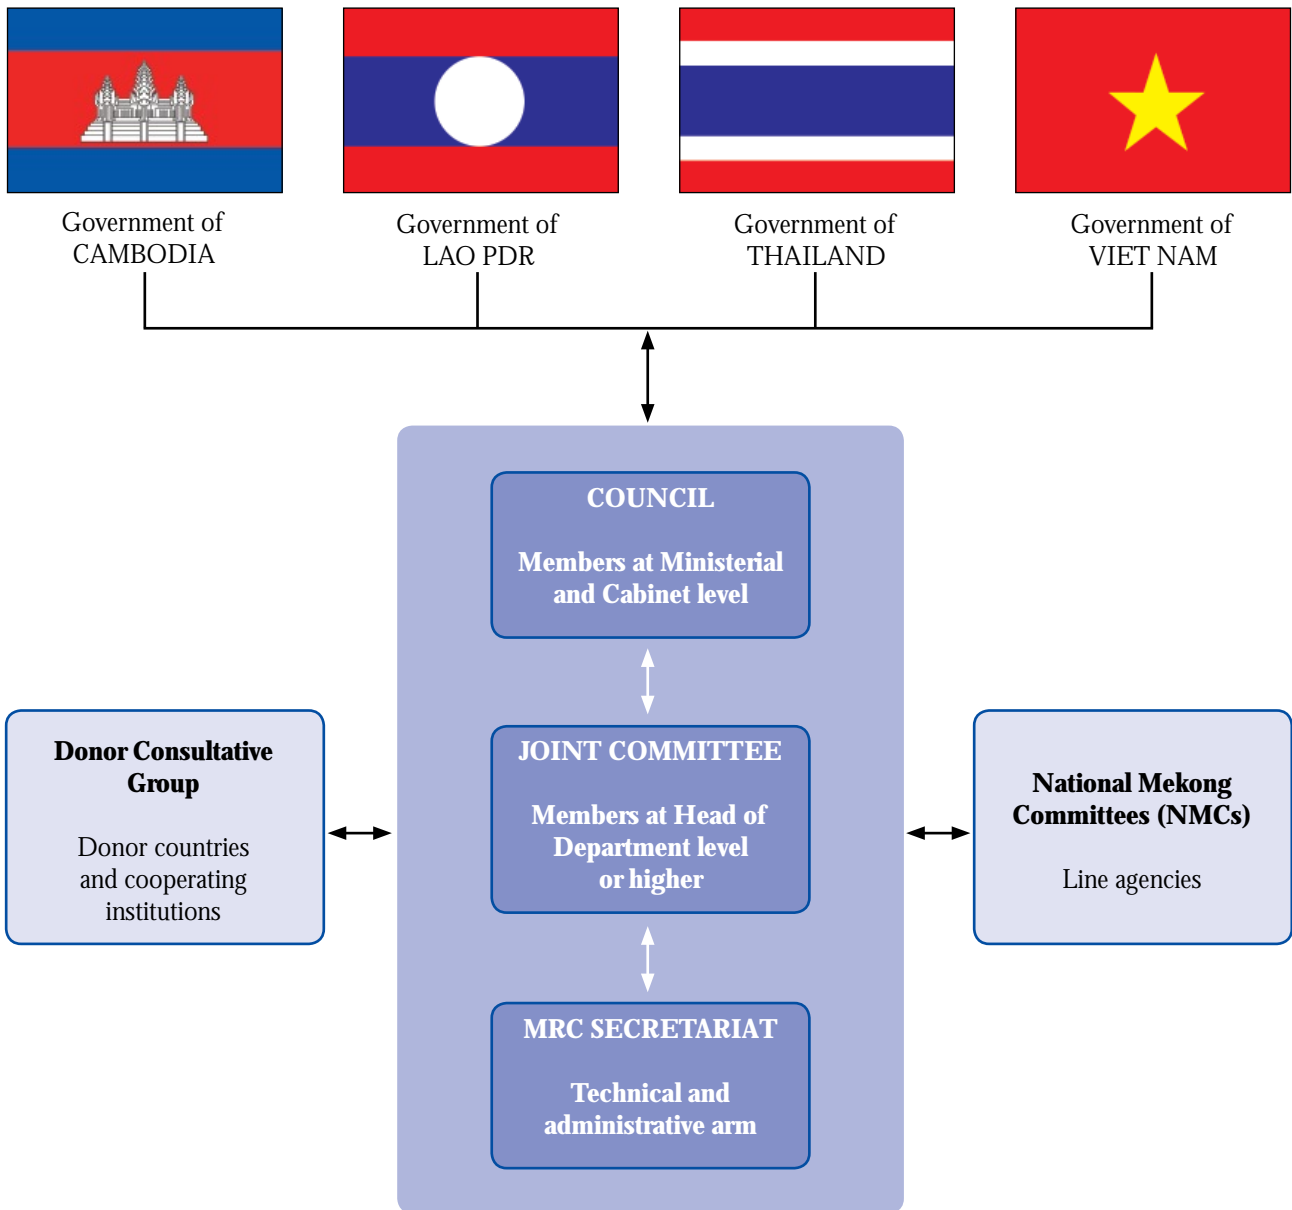 Government of
CAMBODIA
Government of
LAO PDR
Government of
THAILAND
Government of
VIET NAM
COUNCIL
Members at Ministerial
and Cabinet level
Donor Consultative
Group
Donor countries
and cooperating
institutions
JOINT COMMITTEE
Members at Head of
Department level
or higher
National Mekong
Committees (NMCs)
Line agencies
MRC SECRETARIAT
Technical and
administrative arm